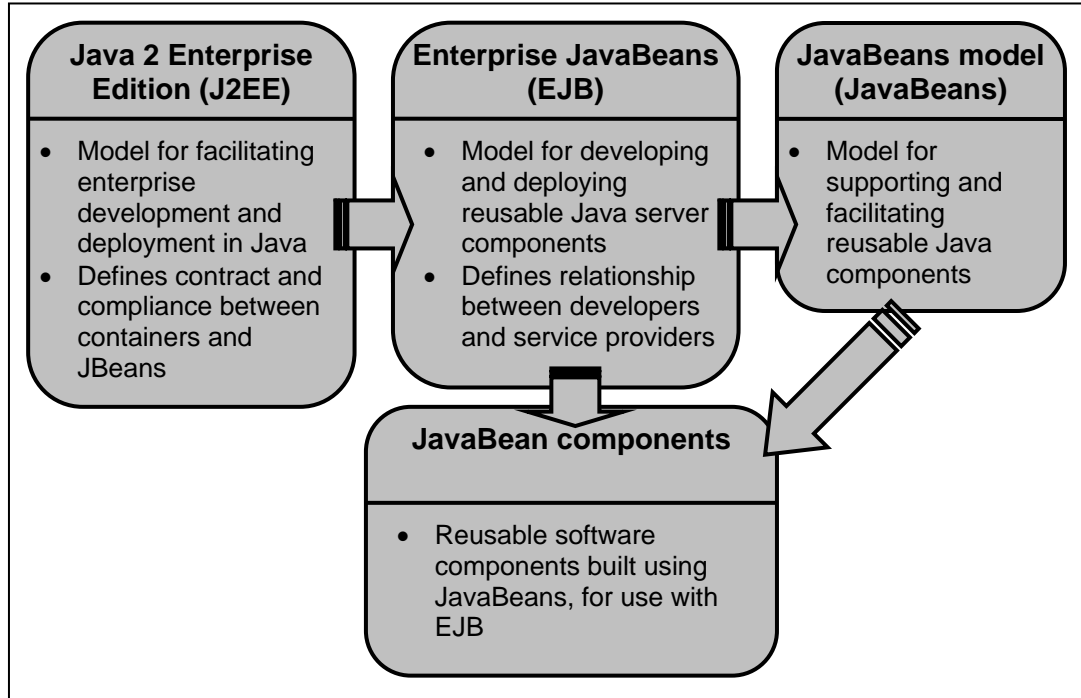 Java 2 Enterprise
Edition (J2EE)
• Model for facilitating
enterprise
development and
deployment in Java
• Defines contract and
compliance between
containers and
JBeans
Enterprise JavaBeans
(EJB)
• Model for developing
and deploying
reusable Java server
components
• Defines relationship
between developers
and service providers
JavaBeans model
(JavaBeans)
• Model for
supporting and
facilitating
reusable Java
components
JavaBean components
• Reusable software
components built using
JavaBeans, for use with
EJB